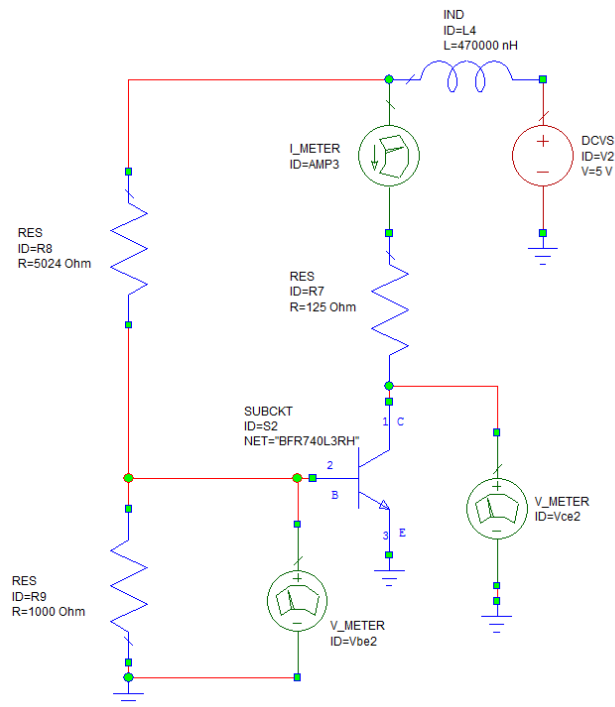 IND
ID=L4
L=470000 nH
I_METER
ID=AMP3
DCVS
ID=V2
V=5 V
RES
ID=R8
R=5024 Ohm
RES
ID=R7
R=125 Ohm
SUBCKT
ID=S2
NET="BFR740L3RH"
1 C
2
B
3 E
V_METER
ID=Vce2
RES
ID=R9
R=1000 Ohm
V_METER
ID=Vbe2